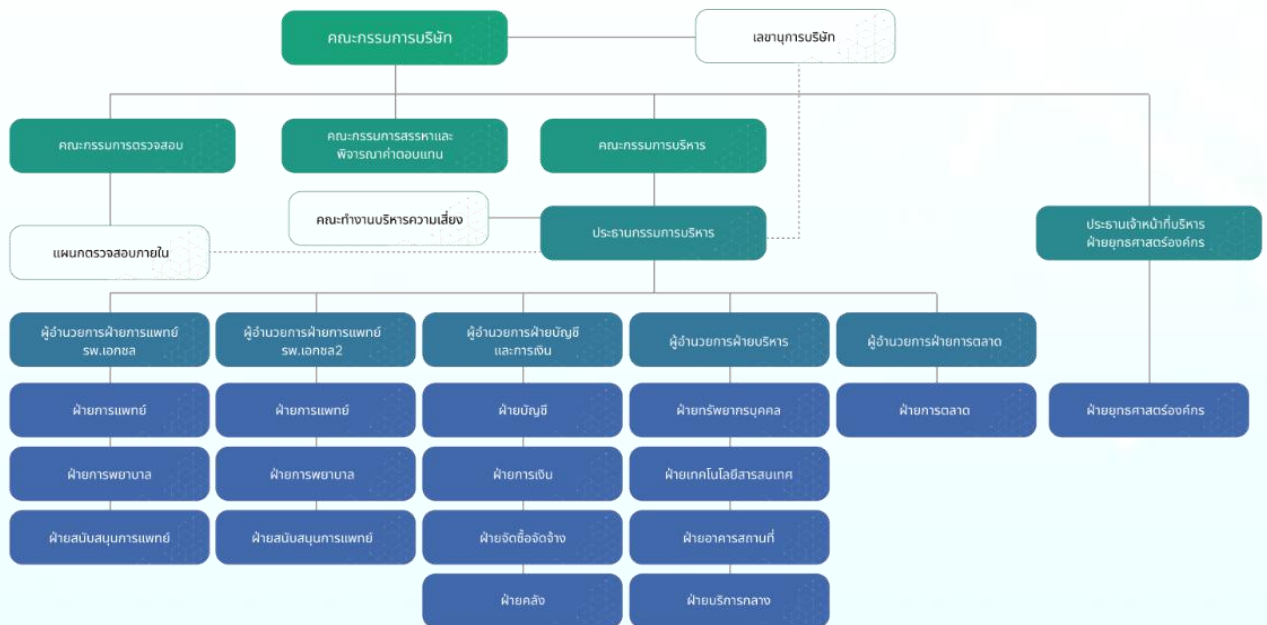 คณะกรรมการบริษัท
เลขานุการบริษัท
คณะกรรมการตรวจสอบ
คณะกรรมการสรรหาและ
พิจารณาค่าตอบแทน
คณะกรรมการบริหาร
คณะทำงานบริหารความเสี่ยง
แผนกตรวจสอบภายใน
ประธานกรรมการบริหาร
ประธานเจ้าหน้าที่บริหาร
ฝ่ายยุทธศาสตร์องค์กร
ผู้อำนวยการฝ่ายการแพทย์
รพ.เอกชล
ผู้อำนวยการฝ่ายการแพทย์
รพ.เอกชล2
ผู้อำนวยการฝ่ายบัญชี
และการเงิน
ผู้อำนวยการฝ่ายบริหาร
ผู้อำนวยการฝ่ายการตลาด
ฝ่ายการแพทย์
ฝ่ายการแพทย์
ฝ่ายบัญชี
ฝ่ายทรัพยากรบุคคล
ฝ่ายการตลาด
ฝ่ายยุทธศาสตร์องค์กร
ฝ่ายการพยาบาล
ฝ่ายการพยาบาล
ฝ่ายการเงิน
ฝ่ายเทคโนโลยีสารสนเทศ
ฝ่ายสนับสนุนการแพทย์
ฝ่ายสนับสนุนการแพทย์
ฝ่ายจัดซื้อจัดจ้าง
ฝ่ายอาคารสถานที่
ฝ่ายคลัง
ฝ่ายบริการกลาง